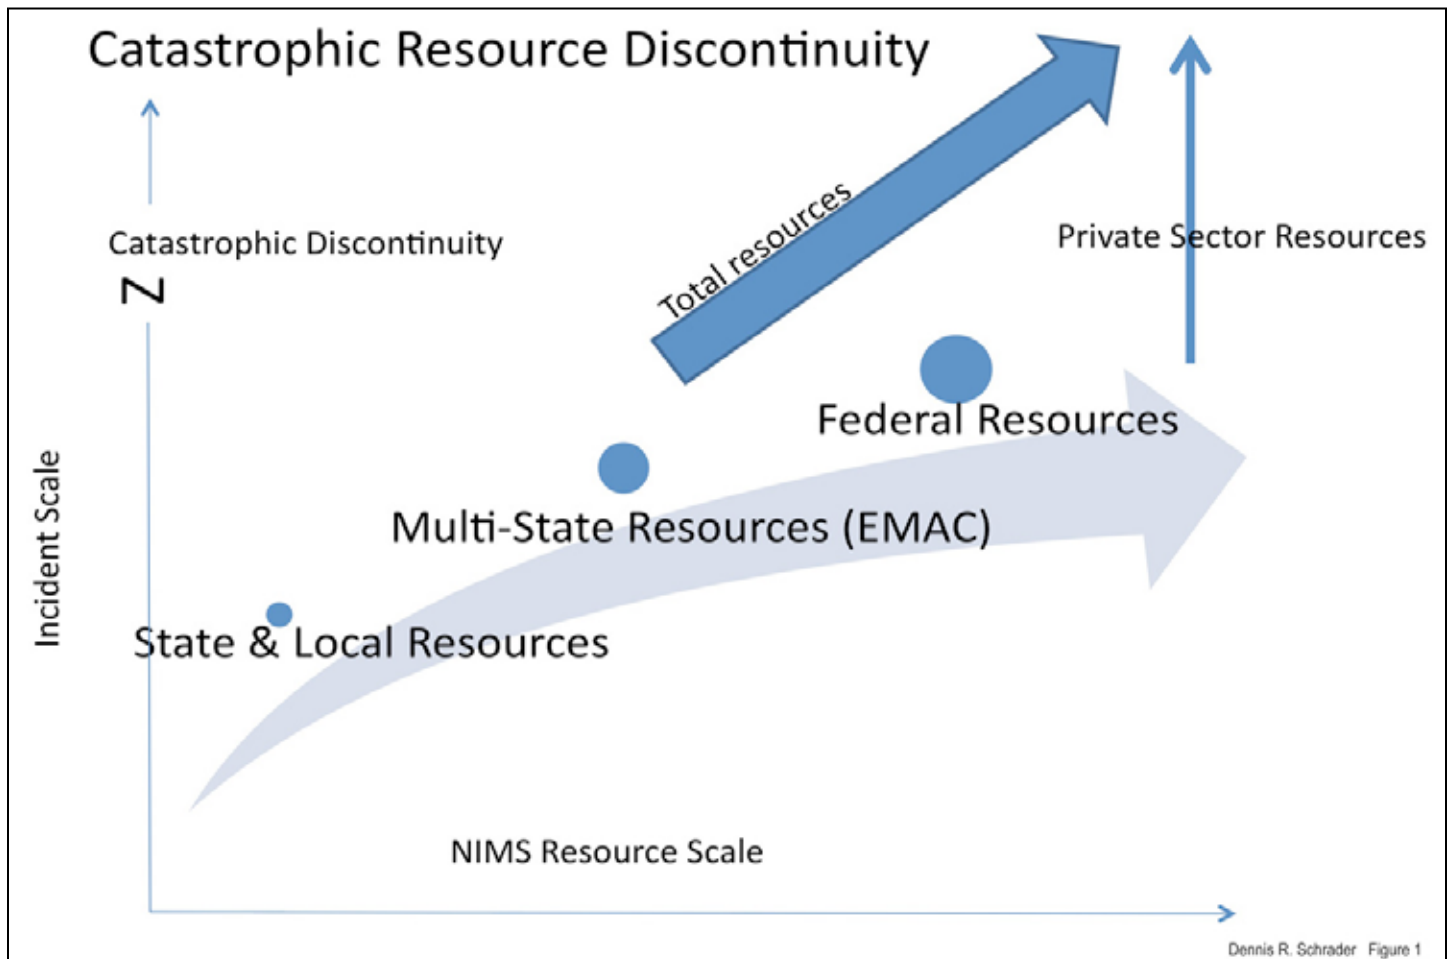 Catastrophic Resource Discontinuity
Total resources
Catastrophic Discontinuity
Private Sector Resources
Z
Federal Resources
Incident Scale
Multi-State Resources (EMAC)
State & Local Resources
NIMS Resource Scale
Dennis R. Schrader Figure 1